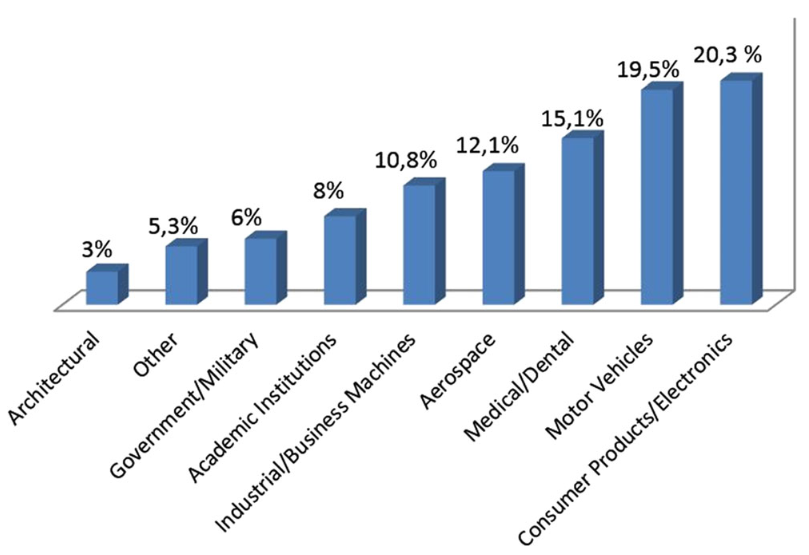 3%
5,3%
6%
8%
10,8%
12,1%
15,1%
19,5%
20,3 %
Architectural
Other
Government/Military
Academic Institutions
Industrial/Business Machines
Aerospace
Medical/Dental
Motor Vehicles
Consumer Products/Electronics